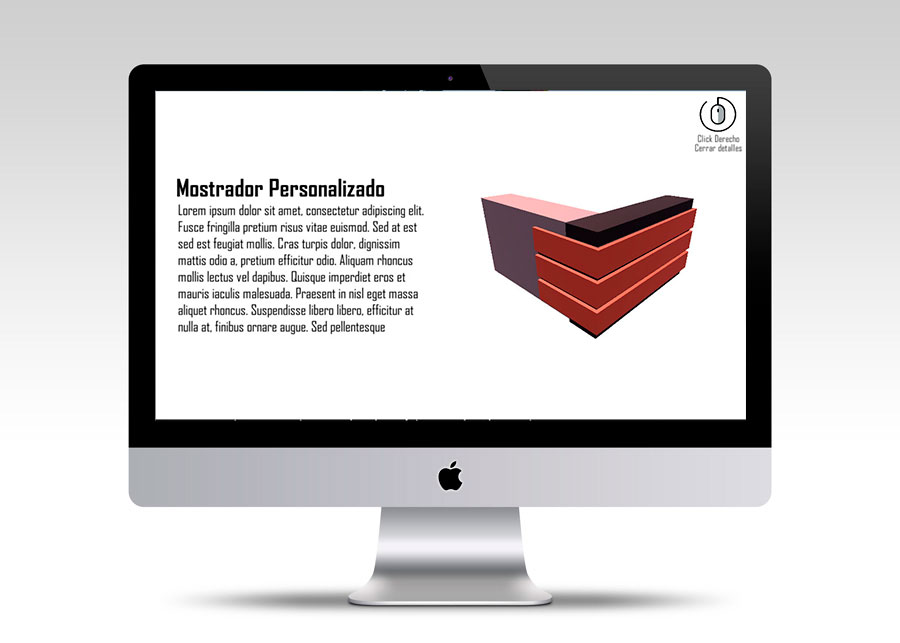 Click Derecho
Cerrar detalles
Mostrador Personalizado
Lorem ipsum dolor sit amet, consectetur adipiscing elit.
Fusce fringilla pretium risus vitae euismod. Sed at est
sed est feugiat mollis. Cras turpis dolor, dignissim
mattis odio a, pretium efficitur odio. Aliquam rhoncus
mollis lectus vel dapibus. Quisque imperdiet eros et
mauris iaculis malesuada. Praesent in nisl eget massa
aliquet rhoncus. Suspendisse libero libero, efficitur at
nulla at, finibus ornare augue. Sed pellentesque